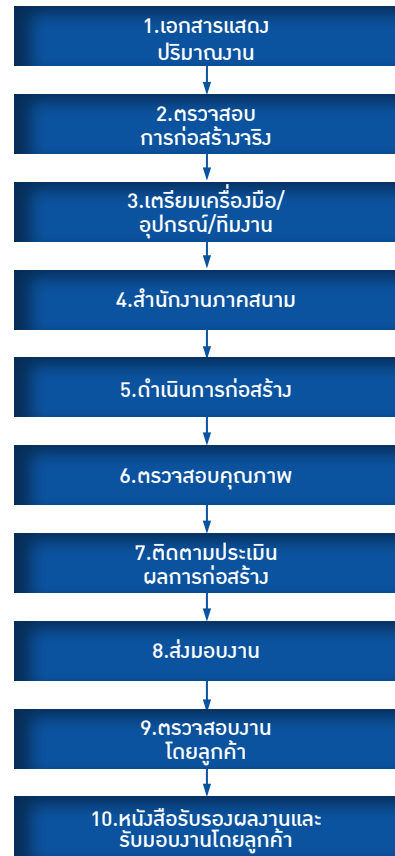 1.เอกสารแสดง
ปริมาณงาน
2.ตรวจสอบ
การก่อสร้างจริง
3.เตรียมเครื่องมือ/
อุปกรณ์/ทีมงาน
4.สำนักงานภาคสนาม
5.ดำเนินการก่อสร้าง
6.ตรวจสอบคุณภาพ
7.ติดตามประเมิน
ผลการก่อสร้าง
8.ส่งมอบงาน
9.ตรวจสอบงาน
โดยลูกค้า
10.หนังสือรับรองผลงานและ
รับมอบงานโดยลูกค้า